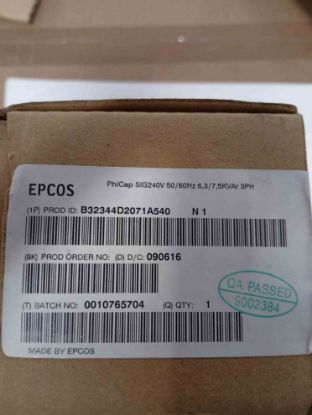 PhiCap SIG240V 50/60Hz 6,3/7,5KVAr 3PH
EPCOS
(1P) PROD ID: B32344D2071A540 N 1
(9K) PROD ORDER NO: (D) D/C: 090616
QA PASSED
9002384
(T) BATCH NO: 0010765704 (Q) QTY: 1
MADE BY EPCOS